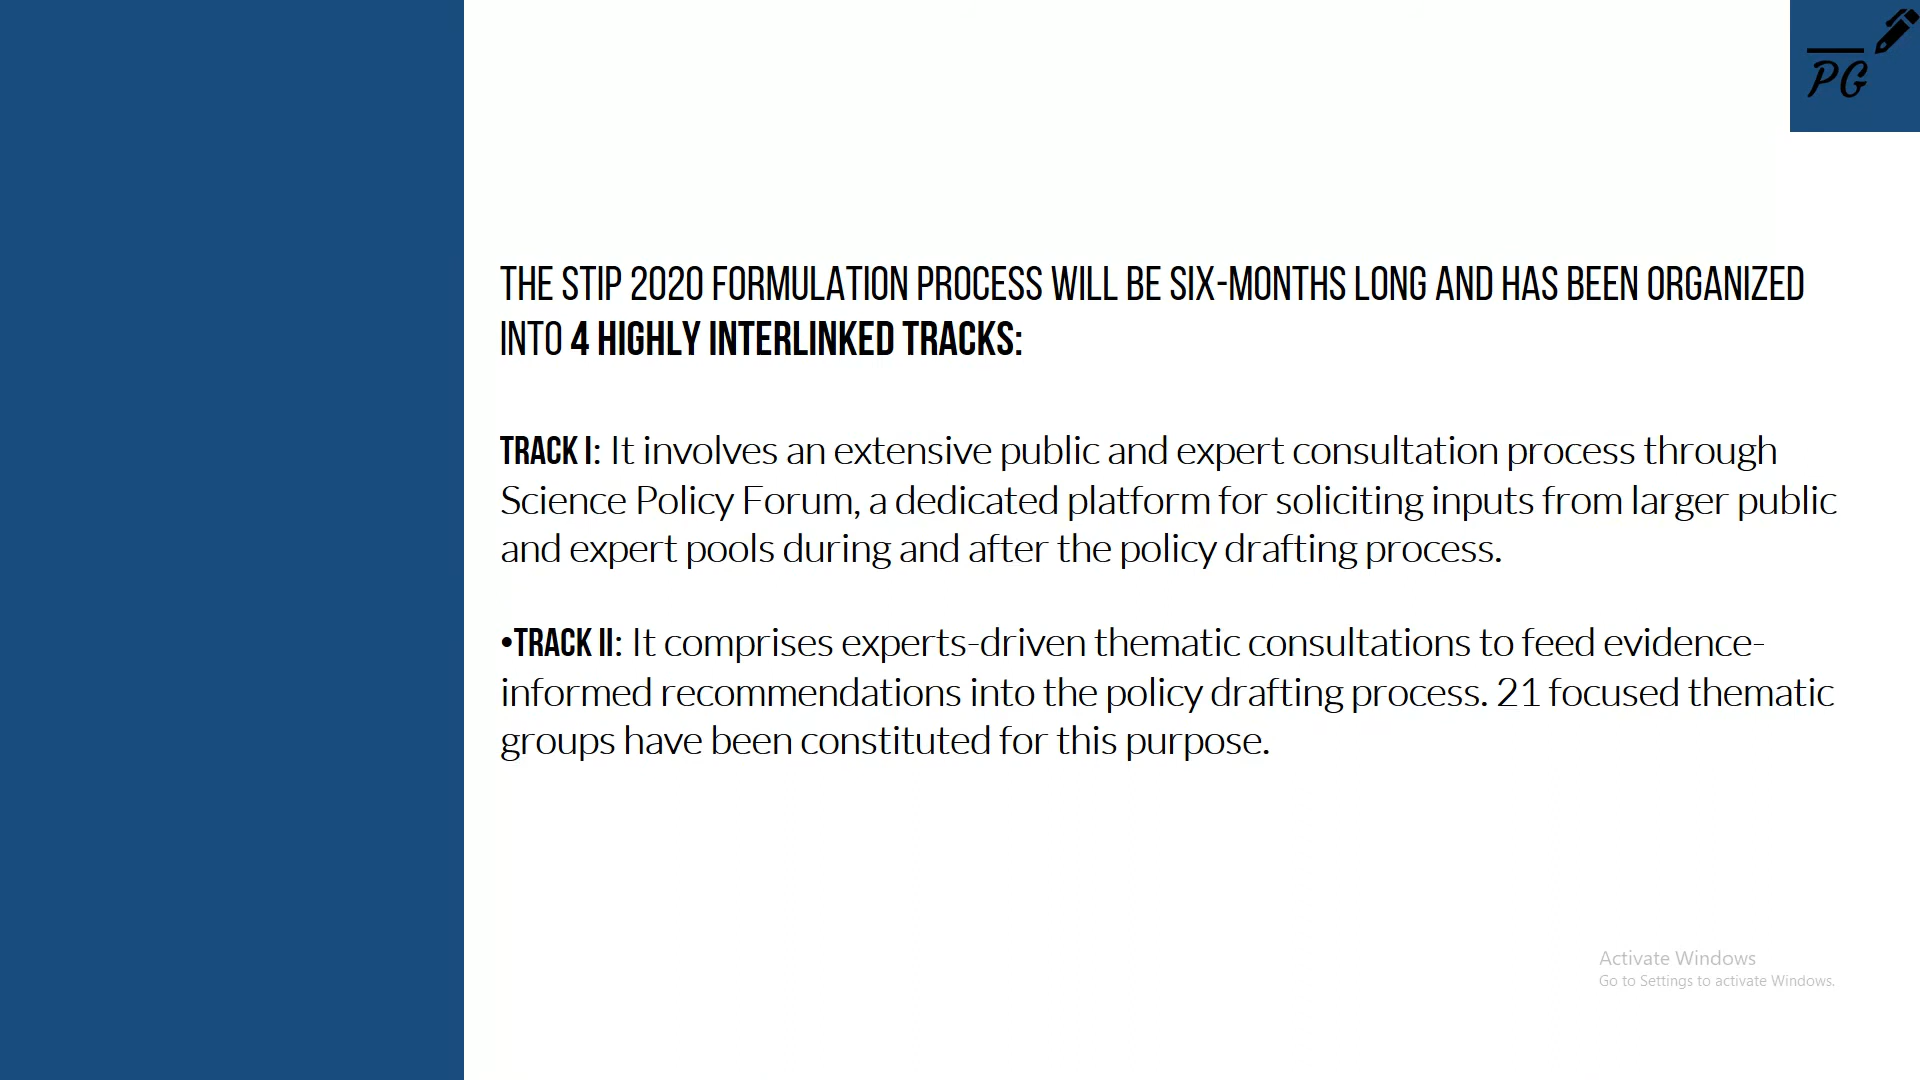 PG
THE STIP 2020 FORMULATION PROCESS WILL BE SIX-MONTHS LONG AND HAS BEEN ORGANIZED
INTO 4 HIGHLY INTERLINKED TRACKS:
TRACK I: It involves an extensive public and expert consultation process through
Science Policy Forum, a dedicated platform for soliciting inputs from larger public
and expert pools during and after the policy drafting process.
•TRACK II: It comprises experts-driven thematic consultations to feed evidence-
informed recommendations into the policy drafting process. 21 focused thematic
groups have been constituted for this purpose.
Activate Windows
Go to Settings to activate Windows.